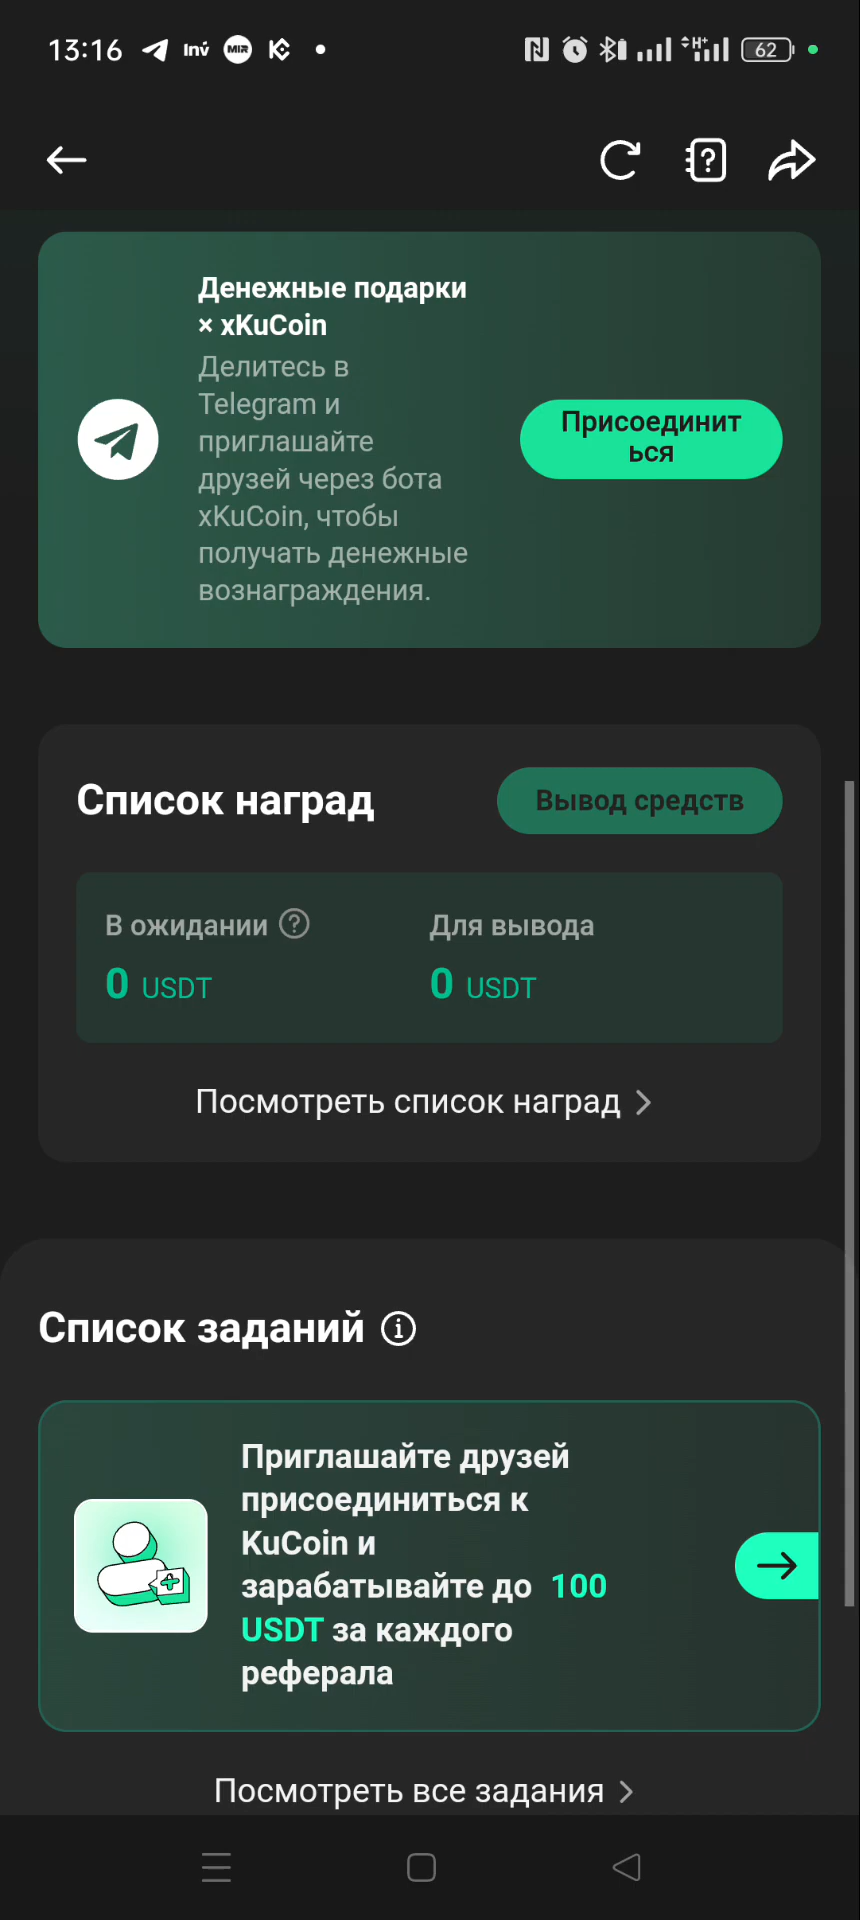 13:16 Inv MIR 62
Денежные подарки
× xKuCoin
Делитесь в
Telegram и
приглашайте
друзей через бота
xKuCoin, чтобы
получать денежные
вознаграждения.
Присоединит
ься
Список наград
Вывод средств
В ожидании
Для вывода
0 USDT
0 USDT
Посмотреть список наград
Список заданий
Приглашайте друзей
присоединиться к
KuCoin и
зарабатывайте до 100
USDT за каждого
реферала
Посмотреть все задания